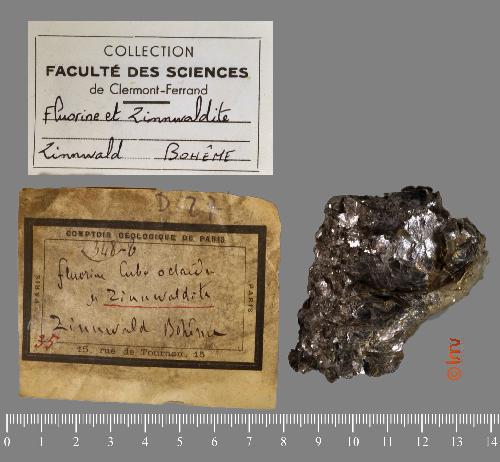 COLLECTION
FACULTÉ DES SCIENCES
de Clermont-Ferrand
Fluorine et Zinnwaldite
Zinnwald BOHÊME
D 27
COMPTOIR GÉOLOGIQUE DE PARIS
348-6
fluorine Cubo octaèdre
et Zinnwaldite
Zinnwald Bohême
35
PARIS
PARIS
15, rue de Tournon, 15
0 1 2 3 4 5 6 7 8 9 10 11 12 13 14